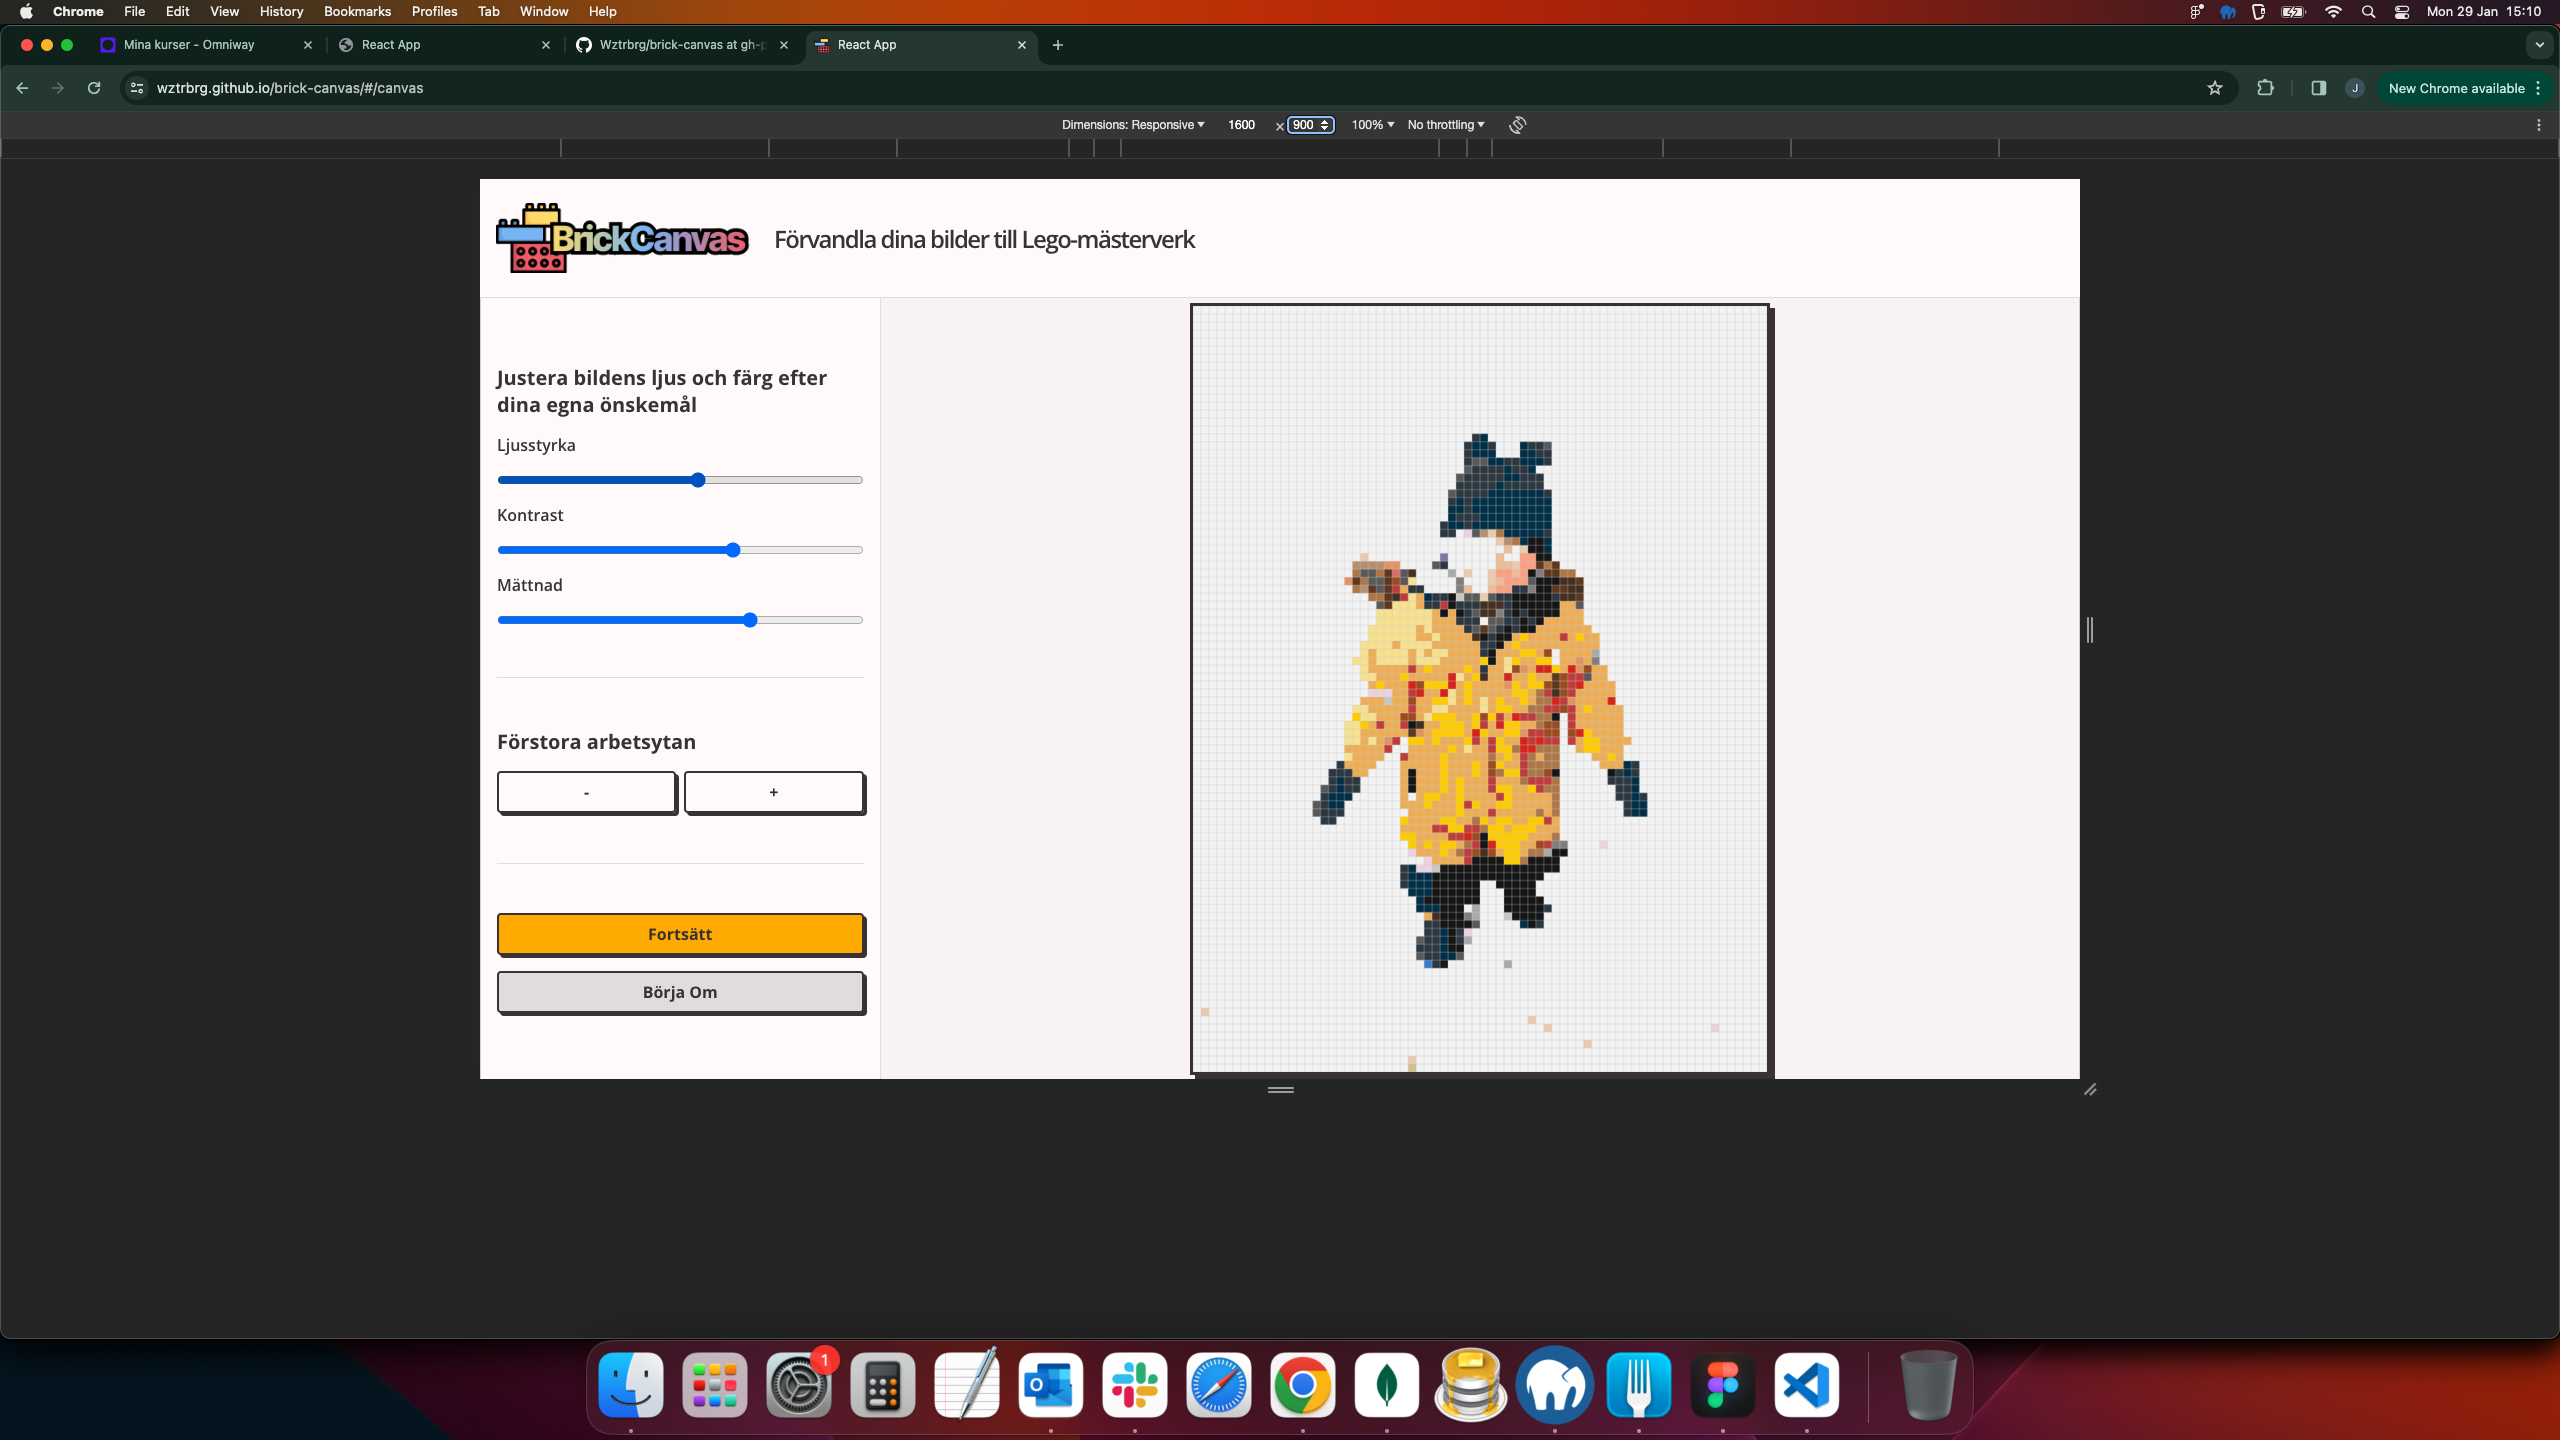 Chrome File Edit View History Bookmarks Profiles Tab Window Help Mon 29 Jan 15:10
Mina kurser - Omniway React App Wztrbrg/brick-canvas at gh-p React App
wztrbrg.github.io/brick-canvas/#/canvas J New Chrome available
Dimensions: Responsive 1600 × 900 100% No throttling
BrickCanvas Förvandla dina bilder till Lego-mästerverk
Justera bildens ljus och färg efter
dina egna önskemål
Ljusstyrka
Kontrast
Mättnad
Förstora arbetsytan
- +
Fortsätt
Börja Om
1